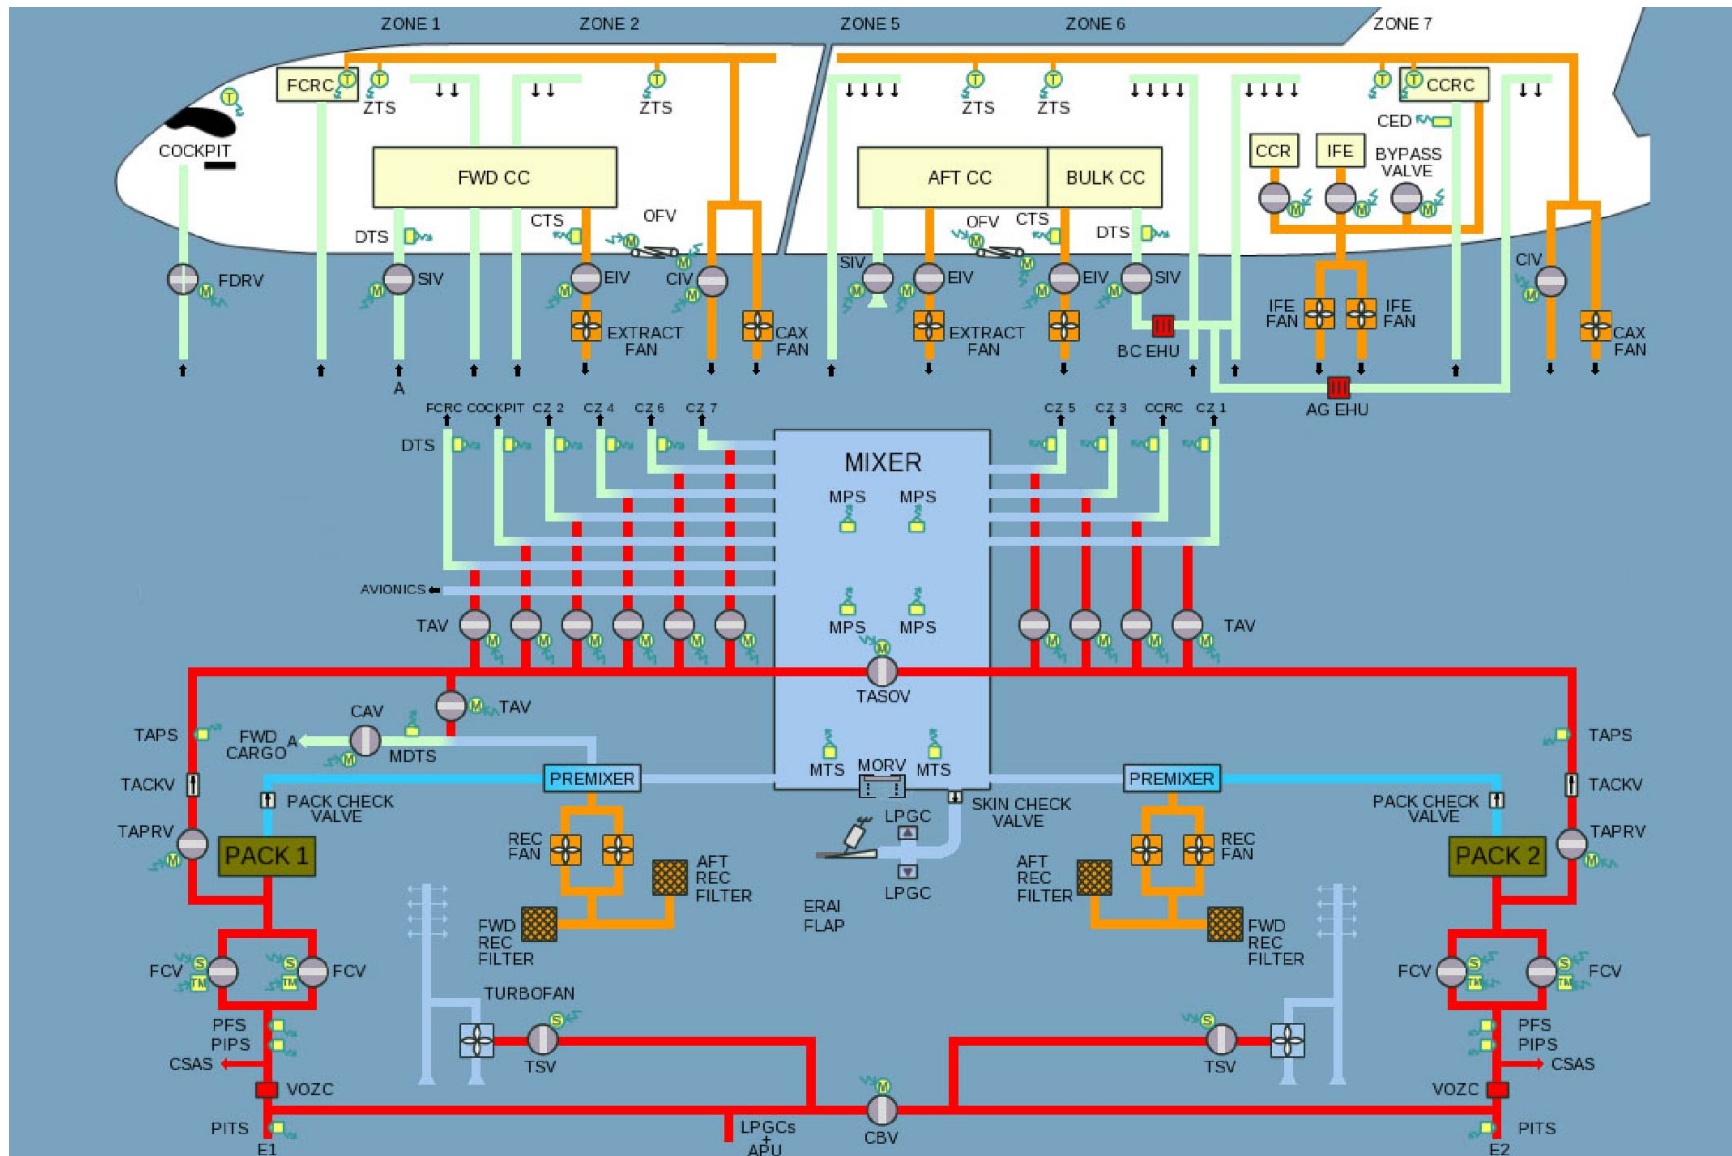 ZONE 1
ZONE 2
ZONE 5
ZONE 6
ZONE 7
FCRC
T
T
T
T
ZTS
ZTS
T
T
ZTS
ZTS
T
T
CCRC
CED
COCKPIT
FWD CC
AFT CC
BULK CC
CCR
IFE
BYPASS
VALVE
M
M
M
DTS
CTS
OFV
M
M
OFV
M
M
CTS
DTS
FDRV
M
SIV
M
EIV
M
CIV
M
SIV
M
EIV
M
EIV
M
SIV
M
CIV
M
EXTRACT
FAN
CAX
FAN
EXTRACT
FAN
BC EHU
IFE
FAN
IFE
FAN
CAX
FAN
A
AG EHU
FCRC
COCKPIT
CZ 2
CZ 4
CZ 6
CZ 7
CZ 5
CZ 3
CCRC
CZ 1
DTS
MIXER
MPS
MPS
MPS
MPS
AVIONICS
TAV
M
M
M
M
M
M
M
M
M
M
TAV
M
TASOV
TAPS
CAV
M
FWD
CARGO
A
MDTS
M
TAV
TAPS
MTS
MORV
MTS
TACKV
PACK CHECK
VALVE
PREMIXER
SKIN CHECK
VALVE
PREMIXER
PACK CHECK
VALVE
TACKV
TAPRV
M
PACK 1
REC
FAN
AFT
REC
FILTER
LPGC
LPGC
ERAI
FLAP
AFT
REC
FILTER
REC
FAN
PACK 2
TAPRV
M
FWD
REC
FILTER
FWD
REC
FILTER
FCV
S
TM
S
TM
FCV
FCV
S
TM
S
TM
FCV
TURBOFAN
S
TSV
S
TSV
PFS
PIPS
CSAS
VOZC
PITS
E1
LPGCs
+
APU
M
CBV
PFS
PIPS
CSAS
VOZC
PITS
E2